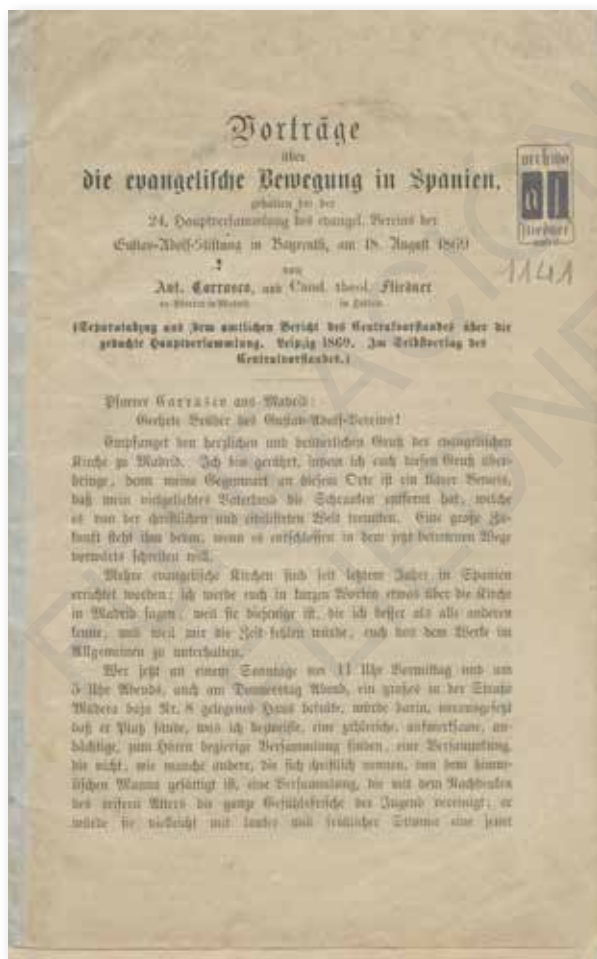 Vorträge
über
die evangelische Bewegung in Spanien,
gehalten bei der
24. Hauptversammlung des evangel. Vereins der
Gustav-Adolf-Stiftung in Bayreuth, am 18. August 1869
von
Ant. Carrasco, und Cand. theol. Fliedner
in Madrid in
(Separatabzug aus dem amtlichen Bericht des Centralvorstandes über die
gedachte Hauptversammlung. Leipzig 1869. Im Selbstverlag des
Centralvorstandes.)
archivo
fliedner
1141
Pfarrer Carrasco aus Madrid:
Geehrte Brüder des Gustav-Adolf-Vereins!
Empfanget den herzlichen und brüderlichen Gruß der evangelischen
Kirche zu Madrid. Ich bin gerührt, indem ich euch diesen Gruß über-
bringe, denn meine Gegenwart an diesem Orte ist ein klarer Beweis,
daß mein vielgeliebtes Vaterland die Schranken entfernt hat, welche
es von der christlichen und civilisirten Welt trennten. Eine große Zu-
kunft steht ihm bevor, wenn es entschlossen in dem jetzt betretenen Wege
vorwärts schreiten will.
Mehre evangelische Kirchen sind seit letztem Jahre in Spanien
errichtet worden; ich werde euch in kurzen Worten etwas über die Kirche
in Madrid sagen, weil sie diejenige ist, die ich besser als alle anderen
kenne, und weil mir die Zeit fehlen würde, euch von dem Werke im
Allgemeinen zu unterhalten.
Wer jetzt an einem Sonntage um 11 Uhr Vormittag und um
5 Uhr Abends, auch am Donnerstag Abend, ein großes in der Straße
Madera baja Nr. 8 gelegenes Haus beträte, würde darin, vorausgesetzt
daß er Platz fände, was ich bezweifle, eine zahlreiche, aufmerksame, an-
dächtige, zum Hören begierige Versammlung finden, eine Versammlung,
die nicht, wie manche andere, die sich christlich nennen, von dem himm-
lischen Manna gesättigt ist, eine Versammlung, die mit dem Nachdenken
des reifern Alters die ganze Gefühlsfrische der Jugend vereinigt; er
würde sie vielleicht mit lauter und freudiger Stimme eine jener